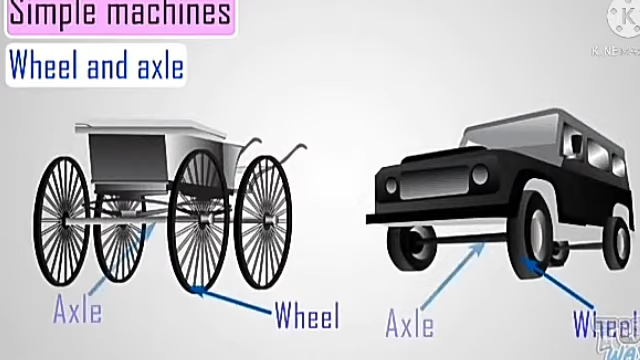 Simple machines
Wheel and axle
K
Axle
Wheel
Axle
Wheel